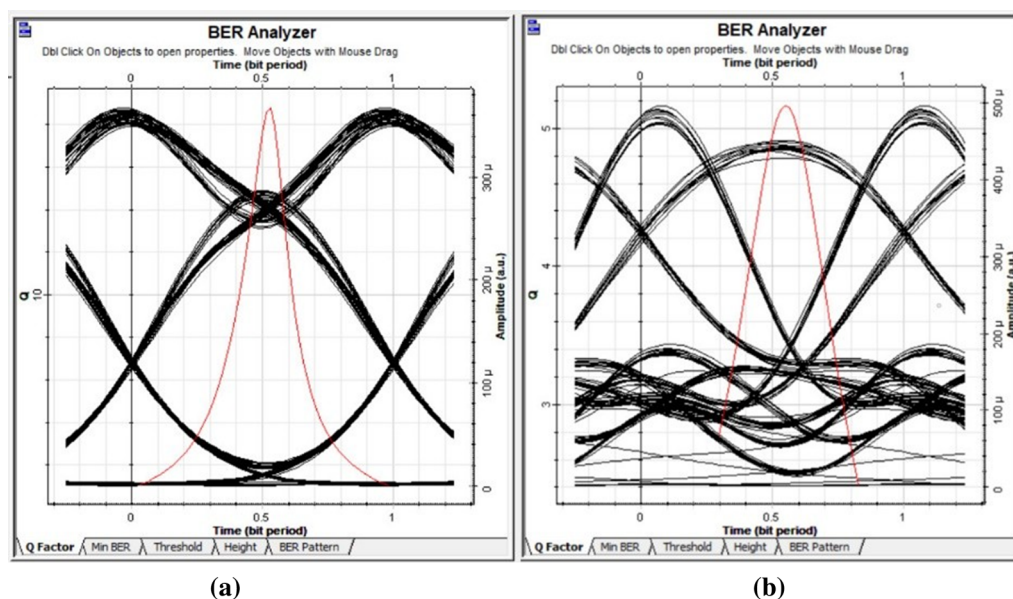 BER Analyzer
Dbl Click On Objects to open properties. Move Objects with Mouse Drag
Time (bit period)
0 0.5 1
Q
10
Amplitude (a.u.)
300 µ
200 µ
100 µ
0
0 0.5 1
Time (bit period)
Q Factor Min BER Threshold Height BER Pattern
(a)
BER Analyzer
Dbl Click On Objects to open properties. Move Objects with Mouse Drag
Time (bit period)
0 0.5 1
Q
5
4
3
Amplitude (a.u.)
500 µ
400 µ
300 µ
200 µ
100 µ
0
0 0.5 1
Time (bit period)
Q Factor Min BER Threshold Height BER Pattern
(b)